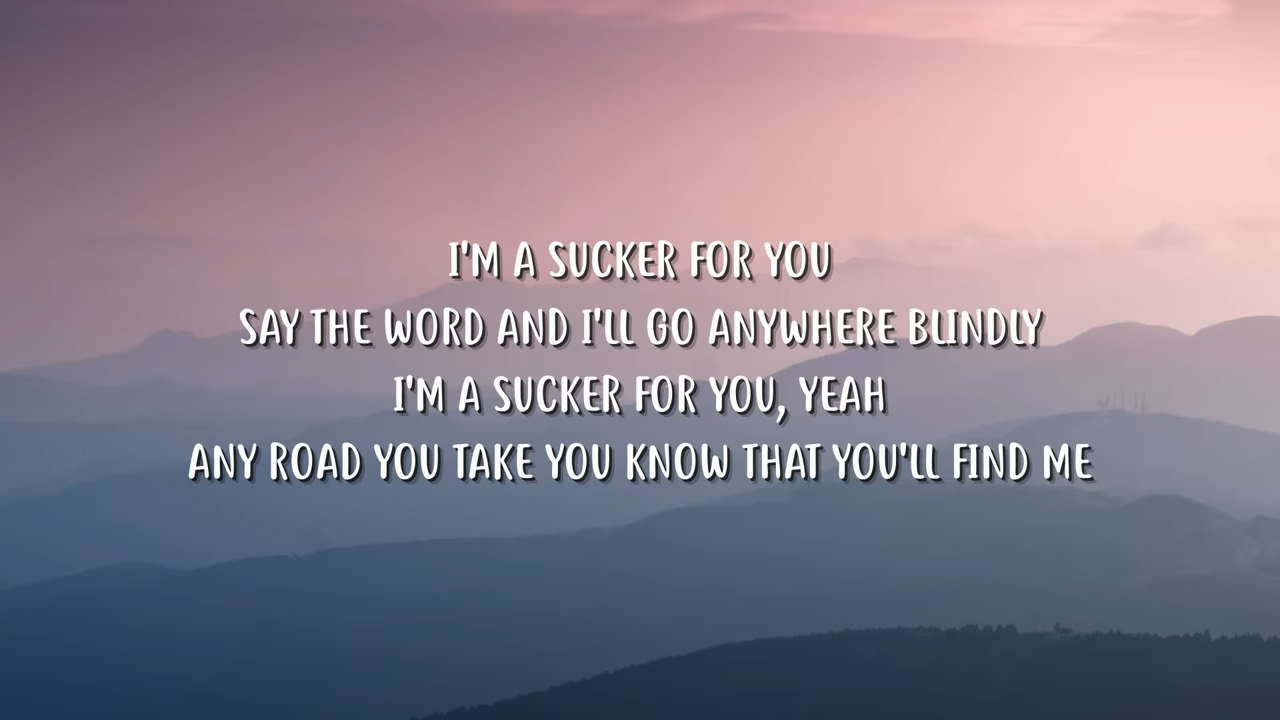 I'M A SUCKER FOR YOU
SAY THE WORD AND I'LL GO ANYWHERE BLINDLY
I'M A SUCKER FOR YOU, YEAH
ANY ROAD YOU TAKE YOU KNOW THAT YOU'LL FIND ME